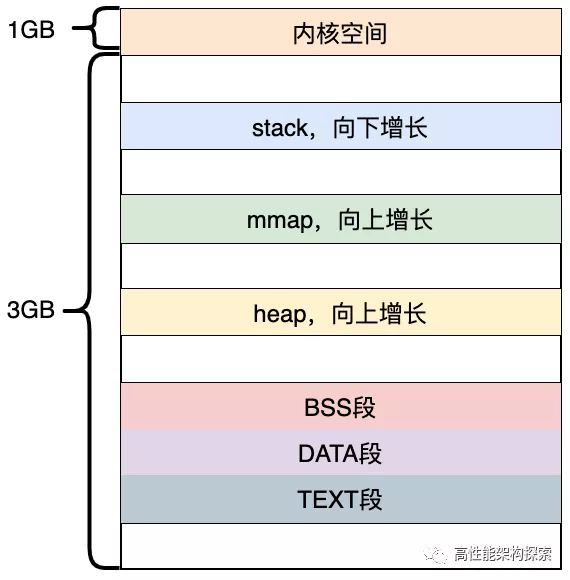 1GB
内核空间
stack，向下增长
mmap，向上增长
3GB
heap，向上增长
BSS段
DATA段
TEXT段
高性能架构探索